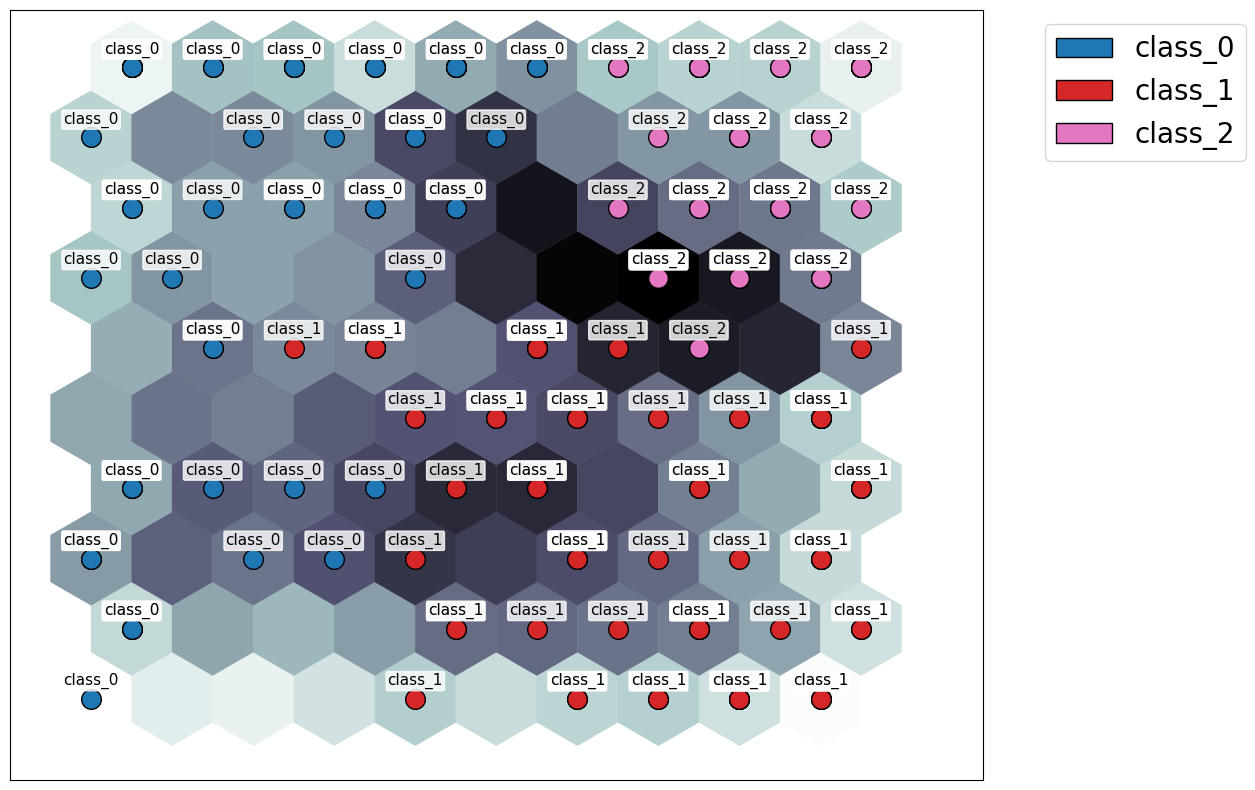 class_0 class_0 class_0 class_0 class_0 class_0 class_2 class_2 class_2 class_2
class_0 class_0 class_0 class_0 class_0 class_2 class_2 class_2
class_0 class_0 class_0 class_0 class_0 class_2 class_2 class_2 class_2
class_0 class_0 class_0 class_2 class_2 class_2
class_0 class_1 class_1 class_1 class_1 class_2 class_1
class_1 class_1 class_1 class_1 class_1 class_1
class_0 class_0 class_0 class_0 class_1 class_1 class_1 class_1
class_0 class_0 class_0 class_1 class_1 class_1 class_1 class_1
class_0 class_1 class_1 class_1 class_1 class_1 class_1
class_0 class_1 class_1 class_1 class_1 class_1
class_0
class_1
class_2